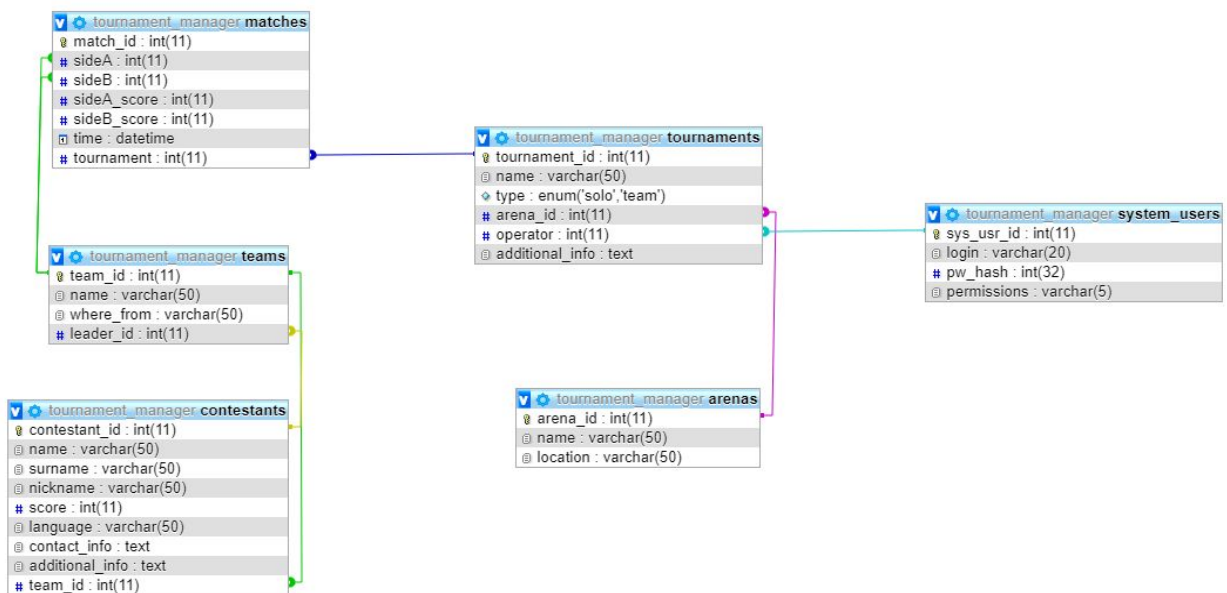 tournament_manager matches
match_id : int(11)
# sideA : int(11)
# sideB : int(11)
# sideA_score : int(11)
# sideB_score : int(11)
time : datetime
# tournament : int(11)
tournament_manager tournaments
tournament_id : int(11)
name : varchar(50)
type : enum('solo','team')
# arena_id : int(11)
# operator : int(11)
additional_info : text
tournament_manager system_users
sys_usr_id : int(11)
login : varchar(20)
# pw_hash : int(32)
permissions : varchar(5)
tournament_manager teams
team_id : int(11)
name : varchar(50)
where_from : varchar(50)
# leader_id : int(11)
tournament_manager arenas
arena_id : int(11)
name : varchar(50)
location : varchar(50)
tournament_manager contestants
contestant_id : int(11)
name : varchar(50)
surname : varchar(50)
nickname : varchar(50)
# score : int(11)
language : varchar(50)
contact_info : text
additional_info : text
# team_id : int(11)